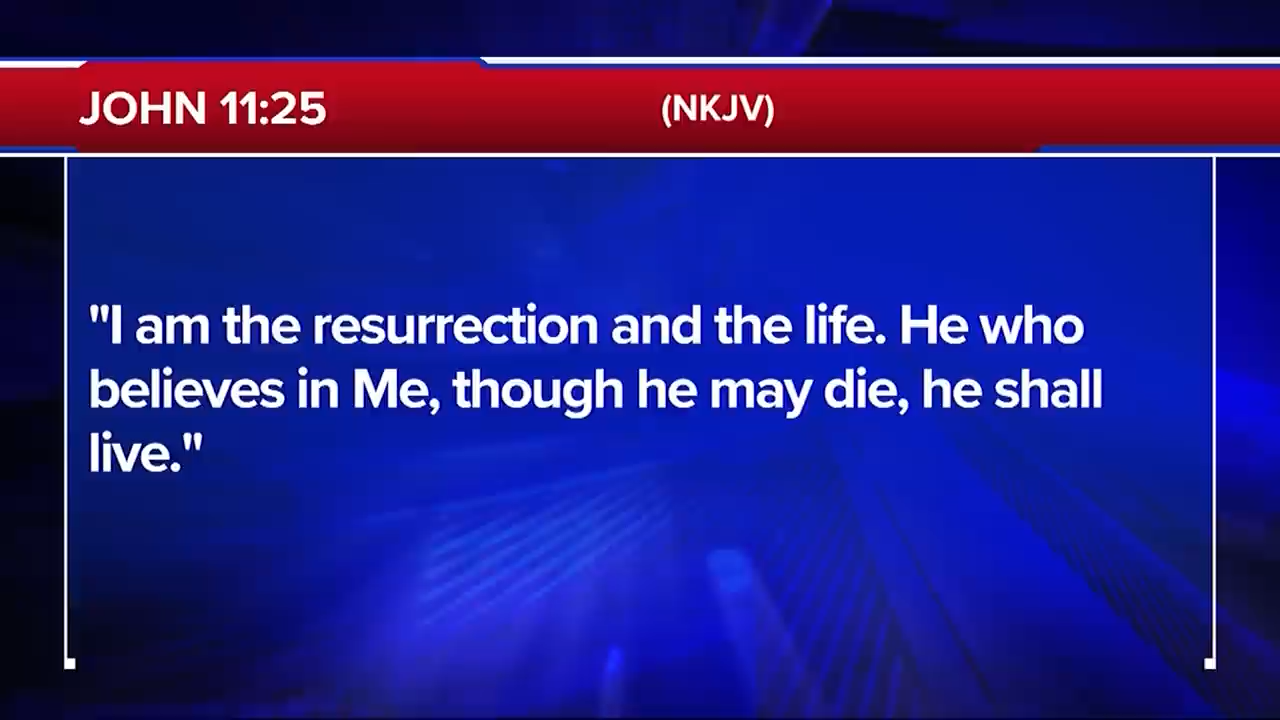 JOHN 11:25 (NKJV)
"I am the resurrection and the life. He who
believes in Me, though he may die, he shall
live."